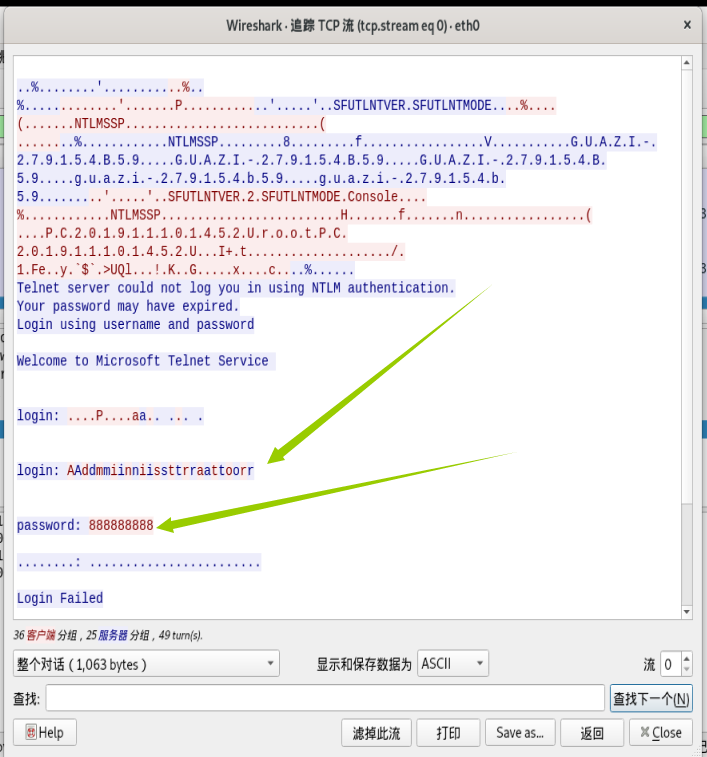 Wireshark · 追踪 TCP 流 (tcp.stream eq 0) · eth0
..%........'...........%..
%.............'.......P.............'.....'..SFUTLNTVER.SFUTLNTMODE....%....
(.......NTLMSSP..........................(
.........%............NTLMSSP.........8.........f...................V..........G.U.A.Z.I.-.
2.7.9.1.5.4.B.5.9.....G.U.A.Z.I.-.2.7.9.1.5.4.B.5.9.....G.U.A.Z.I.-.2.7.9.1.5.4.B.
5.9.....g.u.a.z.i.-.2.7.9.1.5.4.b.5.9.....g.u.a.z.i.-.2.7.9.1.5.4.b.
5.9..........'.....'..SFUTLNTVER.2.SFUTLNTMODE.Console....
%...........NTLMSSP........................H.......f.......n................(
....P.C.2.0.1.9.1.1.1.0.1.4.5.2.U.r.o.o.t.P.C.
2.0.1.9.1.1.1.0.1.4.5.2.U...I+.t...................../.
1.Fe..y.`$`.>UQl...!.K..G.....x....c....%......
Telnet server could not log you in using NTLM authentication.
Your password may have expired.
Login using username and password
Welcome to Microsoft Telnet Service
login: ....P....aa.. ... .
login: AAddmmiinniissttrraattoorr
password: 888888888
........: ........................
Login Failed
36 客户端 分组，25 服务器 分组，49 turn(s).
整个对话 (1,063 bytes)
显示和保存数据为 ASCII
流 0
查找:
查找下一个(N)
Help
滤掉此流
打印
Save as...
返回
Close